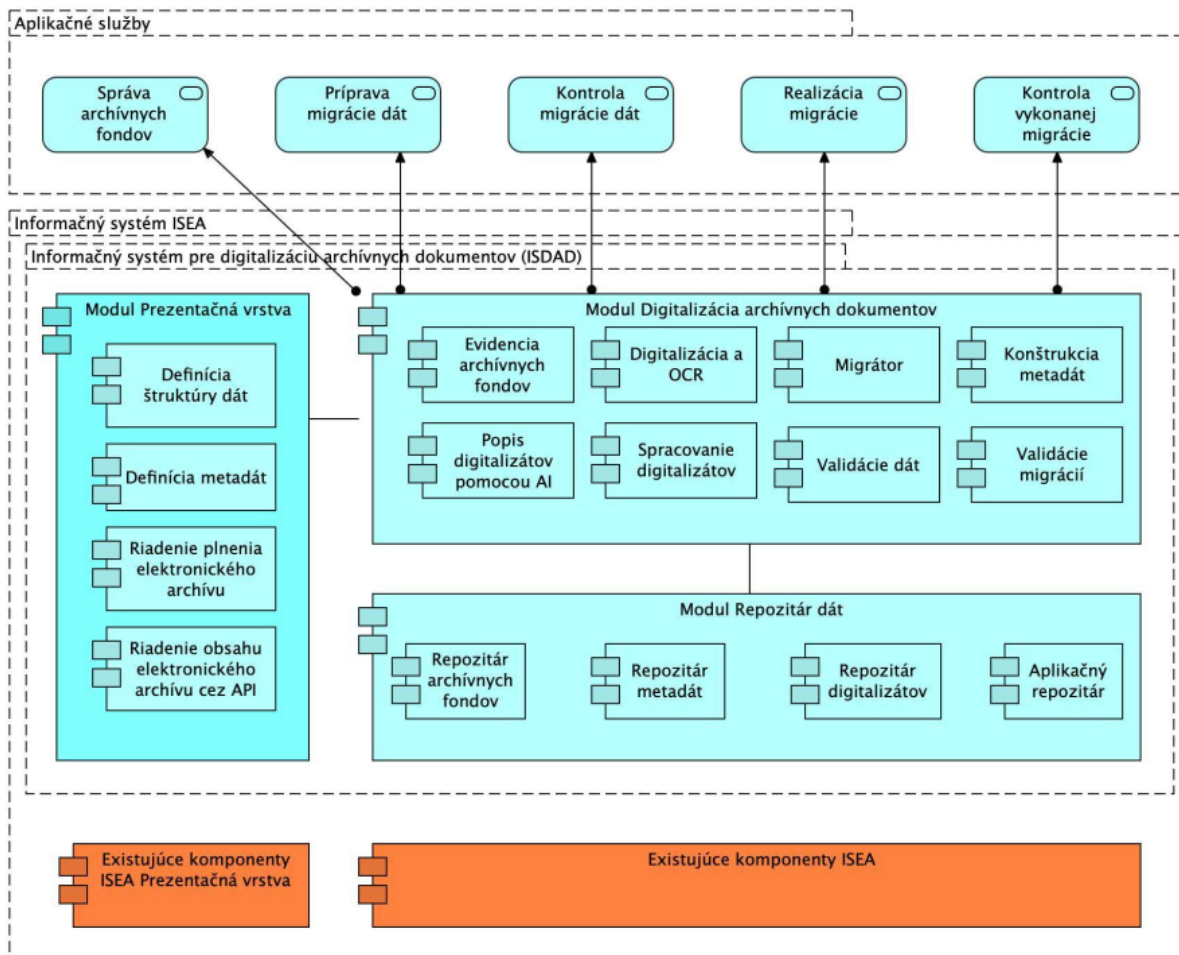 Aplikačné služby
Správa
archívnych
fondov
Príprava
migrácie dát
Kontrola
migrácie dát
Realizácia
migrácie
Kontrola
vykonanej
migrácie
Informačný systém ISEA
Informačný systém pre digitalizáciu archívnych dokumentov (ISDAD)
Modul Prezentačná vrstva
Definícia
štruktúry dát
Definícia metadát
Riadenie plnenia
elektronického
archívu
Riadenie obsahu
elektronického
archívu cez API
Modul Digitalizácia archívnych dokumentov
Evidencia
archívnych
fondov
Digitalizácia a
OCR
Migrátor
Konštrukcia
metadát
Popis
digitalizátov
pomocou AI
Spracovanie
digitalizátov
Validácie dát
Validácie
migrácií
Modul Repozitár dát
Repozitár
archívnych
fondov
Repozitár
metadát
Repozitár
digitalizátov
Aplikačný
repozitár
Existujúce komponenty
ISEA Prezentačná vrstva
Existujúce komponenty ISEA